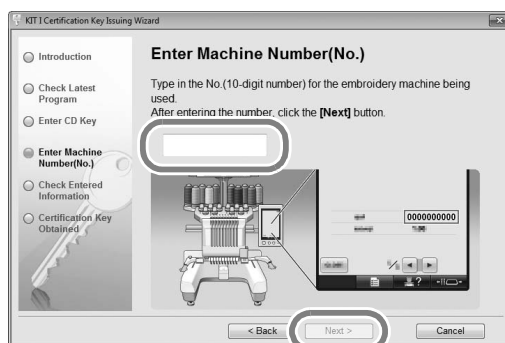 KIT I Certification Key Issuing Wizard
Introduction
Check Latest
Program
Enter CD Key
Enter Machine
Number(No.)
Check Entered
Information
Certification Key
Obtained
Enter Machine Number(No.)
Type in the No.(10-digit number) for the embroidery machine being
used.
After entering the number, click the [Next] button.
0000000000
?
< Back
Next >
Cancel